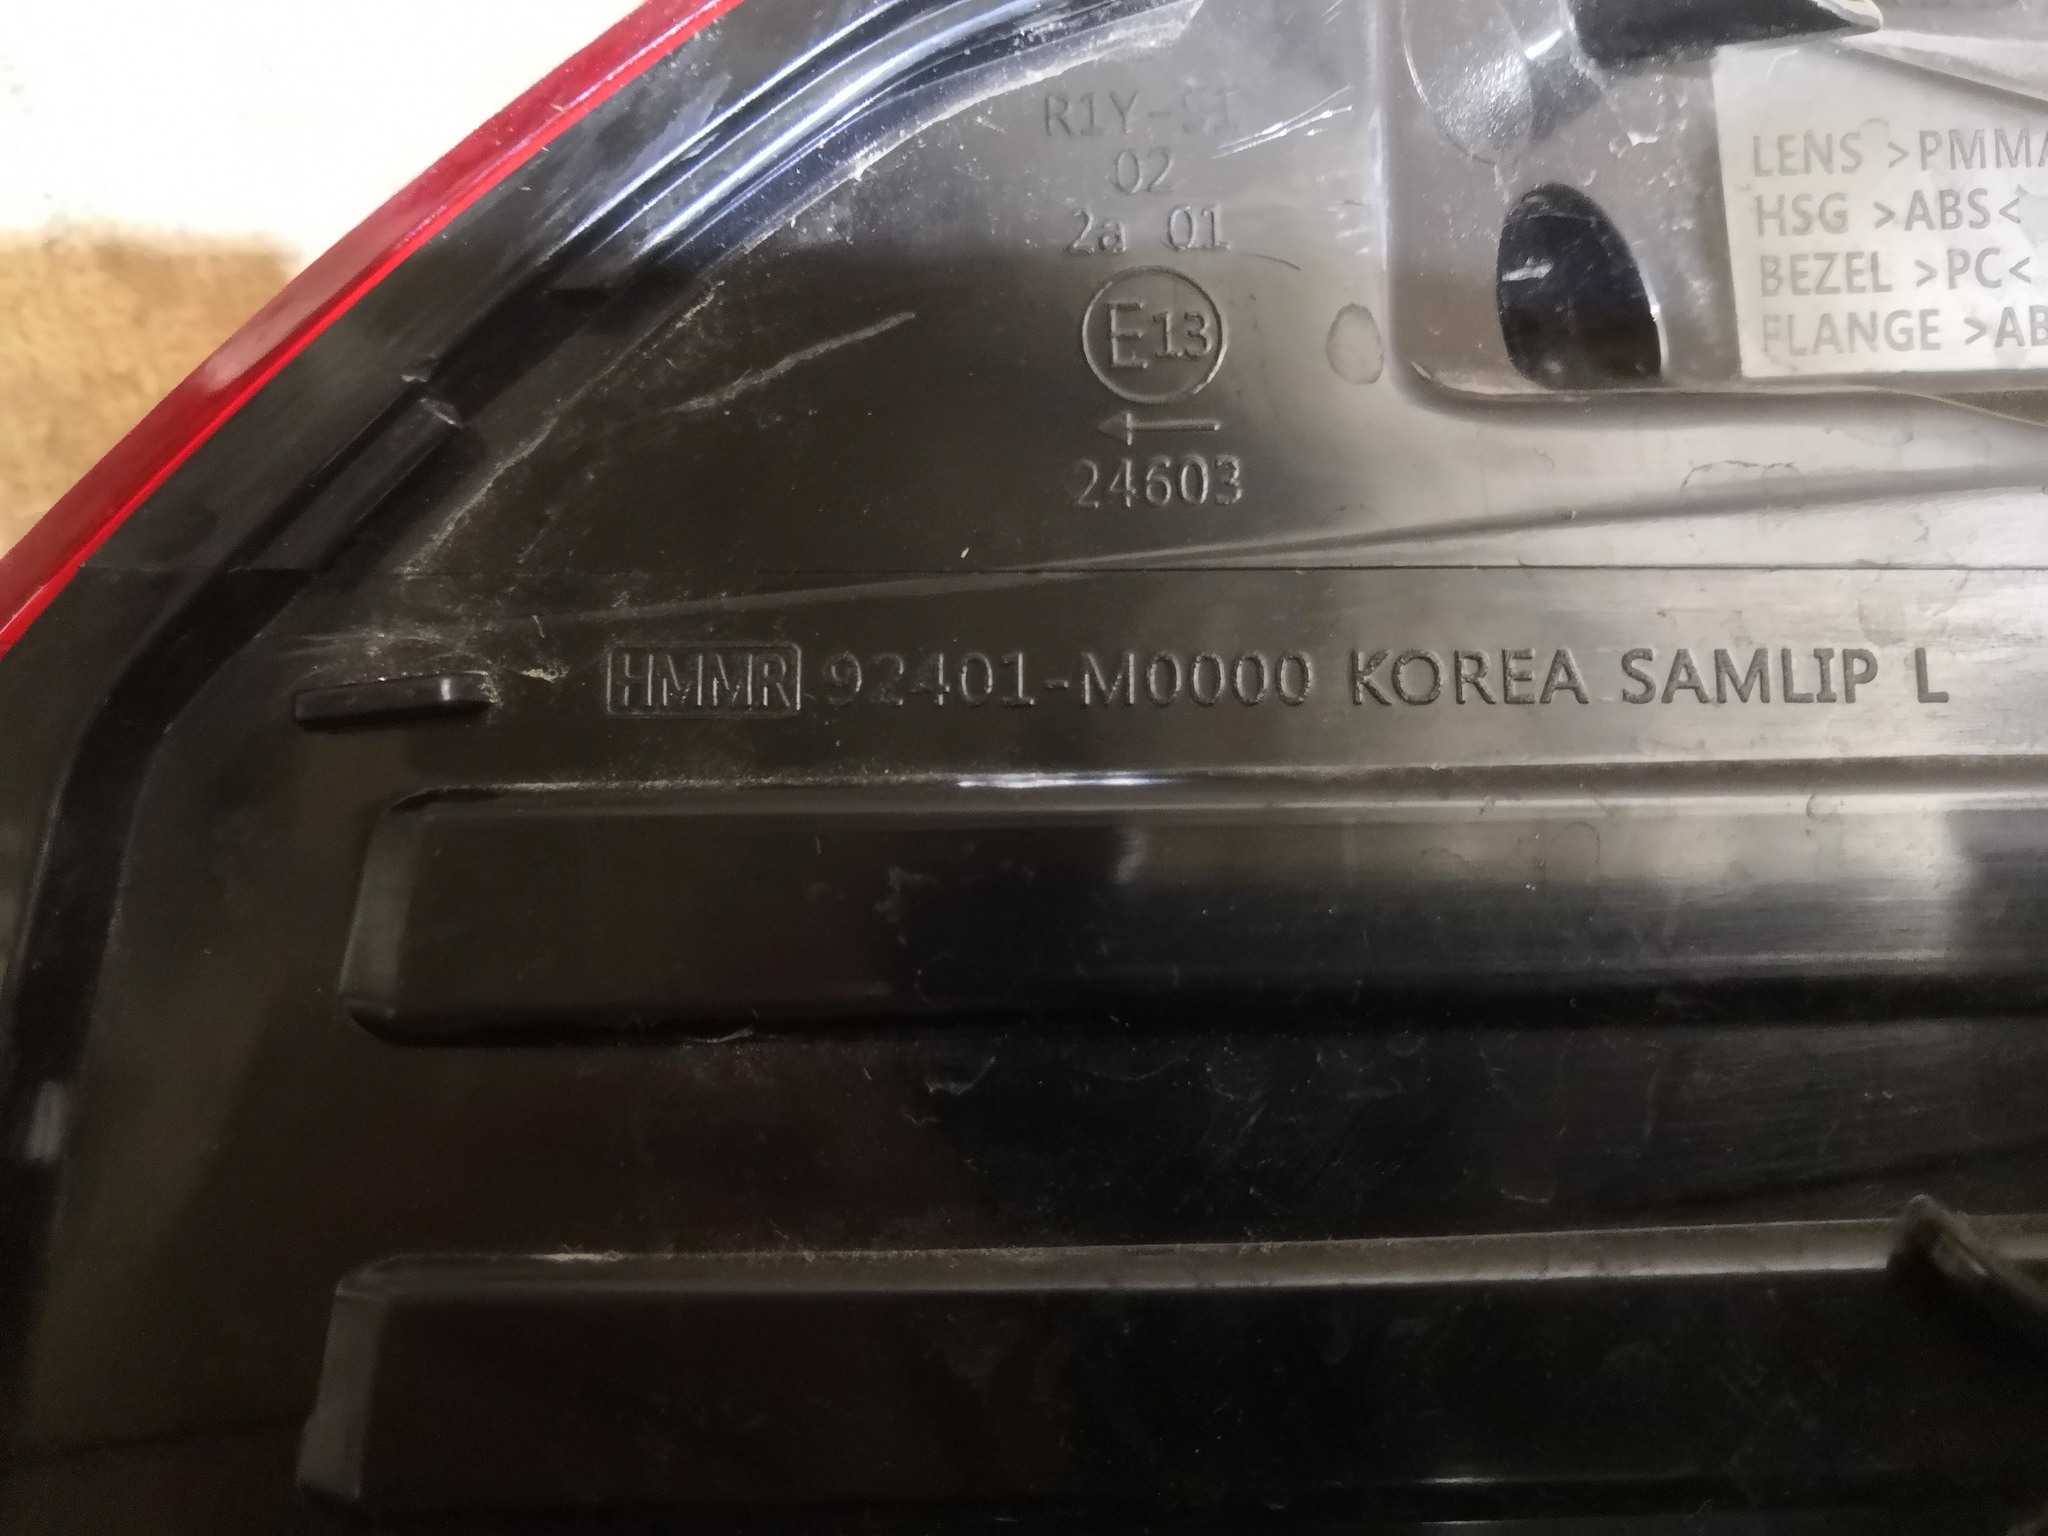 R1Y-S1
02
2a 01
E13
24603
LENS >PMMA
HSG >ABS<
BEZEL >PC<
FLANGE >AB
HMMR 92401-M0000 KOREA SAMLIP L